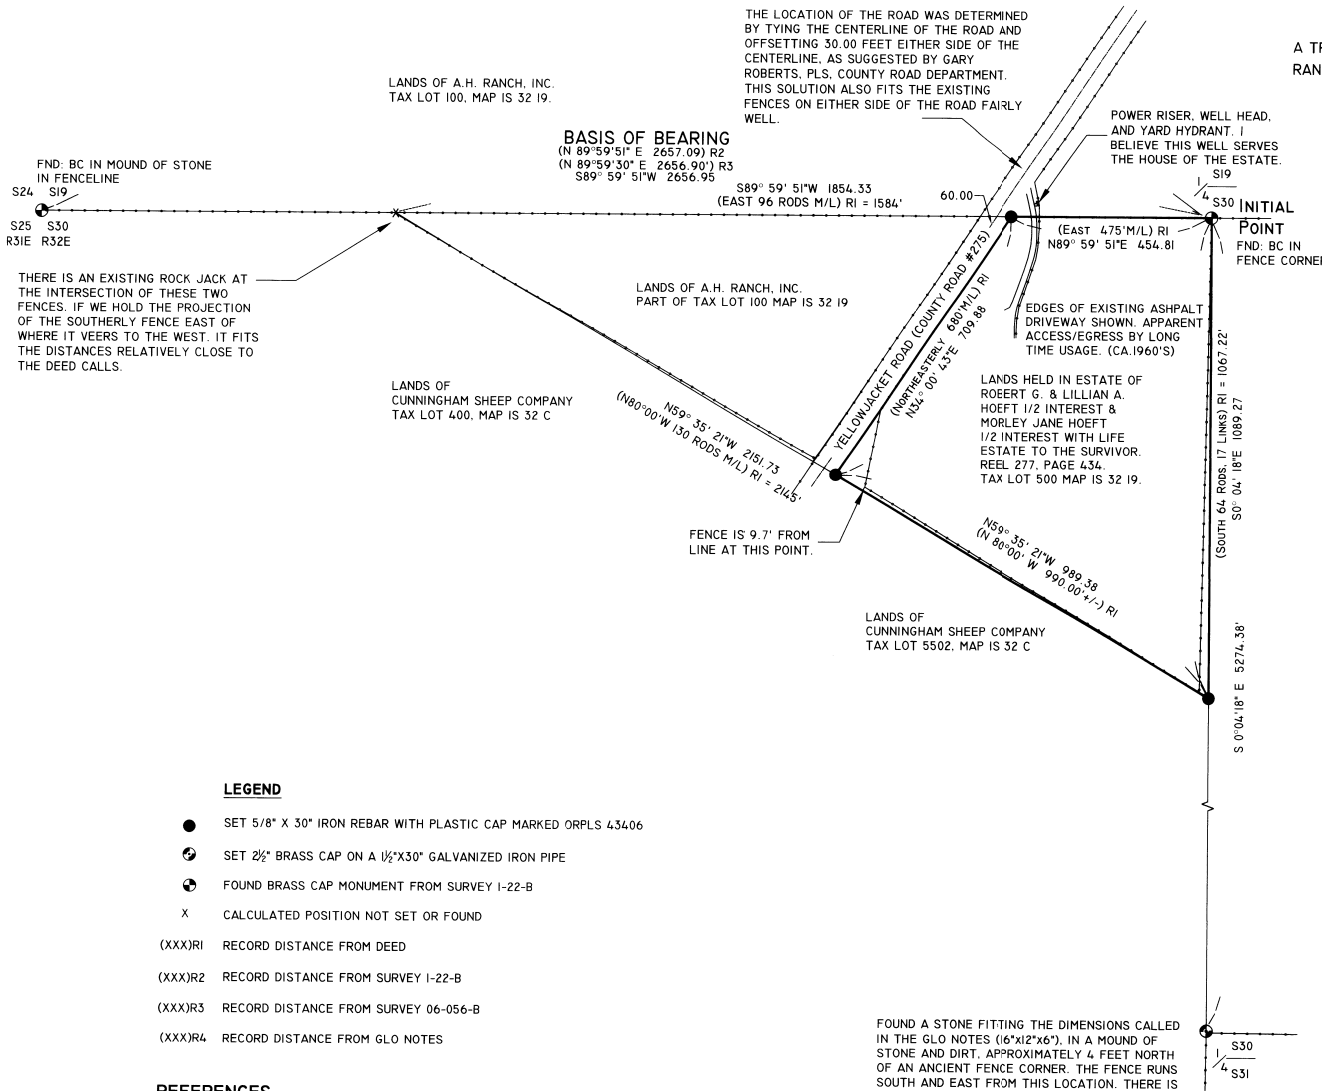 THE LOCATION OF THE ROAD WAS DETERMINED
BY TYING THE CENTERLINE OF THE ROAD AND
OFFSETTING 30.00 FEET EITHER SIDE OF THE
CENTERLINE, AS SUGGESTED BY GARY
ROBERTS, PLS, COUNTY ROAD DEPARTMENT.
THIS SOLUTION ALSO FITS THE EXISTING
FENCES ON EITHER SIDE OF THE ROAD FAIRLY
WELL.
RAN
LANDS OF A.H. RANCH, INC.
TAX LOT 100, MAP IS 32 19.
POWER RISER, WELL HEAD,
AND YARD HYDRANT. I
BELIEVE THIS WELL SERVES
THE HOUSE OF THE ESTATE.
BASIS OF BEARING
(N 89°59'51" E 2657.09) R2
(N 89°59'30" E 2656.90') R3
S89° 59' 51"W 2656.95
FND: BC IN MOUND OF STONE
IN FENCELINE
S24 S19
S25 S30
R31E R32E
S89° 59' 51"W 1854.33
(EAST 96 RODS M/L) R1 = 1584'
60.00
1/4 S19
S30
INITIAL
POINT
FND: BC IN
FENCE CORNER
(EAST 475'M/L) R1
N89° 59' 51"E 454.81
THERE IS AN EXISTING ROCK JACK AT
THE INTERSECTION OF THESE TWO
FENCES. IF WE HOLD THE PROJECTION
OF THE SOUTHERLY FENCE EAST OF
WHERE IT VEERS TO THE WEST. IT FITS
THE DISTANCES RELATIVELY CLOSE TO
THE DEED CALLS.
LANDS OF A.H. RANCH, INC.
PART OF TAX LOT 100 MAP IS 32 19
YELLOWJACKET ROAD (COUNTY ROAD #275)
(NORTHEASTERLY 680'M/L) R1
N34° 00' 43"E 709.88
EDGES OF EXISTING ASHPALT
DRIVEWAY SHOWN. APPARENT
ACCESS/EGRESS BY LONG
TIME USAGE. (CA.1960'S)
LANDS OF
CUNNINGHAM SHEEP COMPANY
TAX LOT 400, MAP IS 32 C
N59° 35' 21"W 2151.73
(N80°00'W 130 RODS M/L) R1 = 2145'
LANDS HELD IN ESTATE OF
ROBERT G. & LILLIAN A.
HOEFT 1/2 INTEREST &
MORLEY JANE HOEFT
1/2 INTEREST WITH LIFE
ESTATE TO THE SURVIVOR.
REEL 277, PAGE 434.
TAX LOT 500 MAP IS 32 19.
(SOUTH 64 RODS, 17 LINKS) R1 = 1067.22'
S0° 04' 18"E 1089.27
FENCE IS 9.7' FROM
LINE AT THIS POINT.
N59° 35' 21"W 989.38
(N 80°00' W 990.00'+/-) R1
LANDS OF
CUNNINGHAM SHEEP COMPANY
TAX LOT 5502, MAP IS 32 C
S 0°04'18" E 5274.38'
LEGEND
SET 5/8" X 30" IRON REBAR WITH PLASTIC CAP MARKED ORPLS 43406
SET 2½" BRASS CAP ON A 1½"X30" GALVANIZED IRON PIPE
FOUND BRASS CAP MONUMENT FROM SURVEY 1-22-B
X CALCULATED POSITION NOT SET OR FOUND
(XXX)R1 RECORD DISTANCE FROM DEED
(XXX)R2 RECORD DISTANCE FROM SURVEY 1-22-B
(XXX)R3 RECORD DISTANCE FROM SURVEY 06-056-B
(XXX)R4 RECORD DISTANCE FROM GLO NOTES
FOUND A STONE FITTING THE DIMENSIONS CALLED
IN THE GLO NOTES (16"x12"x6"), IN A MOUND OF
STONE AND DIRT, APPROXIMATELY 4 FEET NORTH
OF AN ANCIENT FENCE CORNER. THE FENCE RUNS
SOUTH AND EAST FROM THIS LOCATION. THERE IS
1/4 S30
S31
REFERENCES